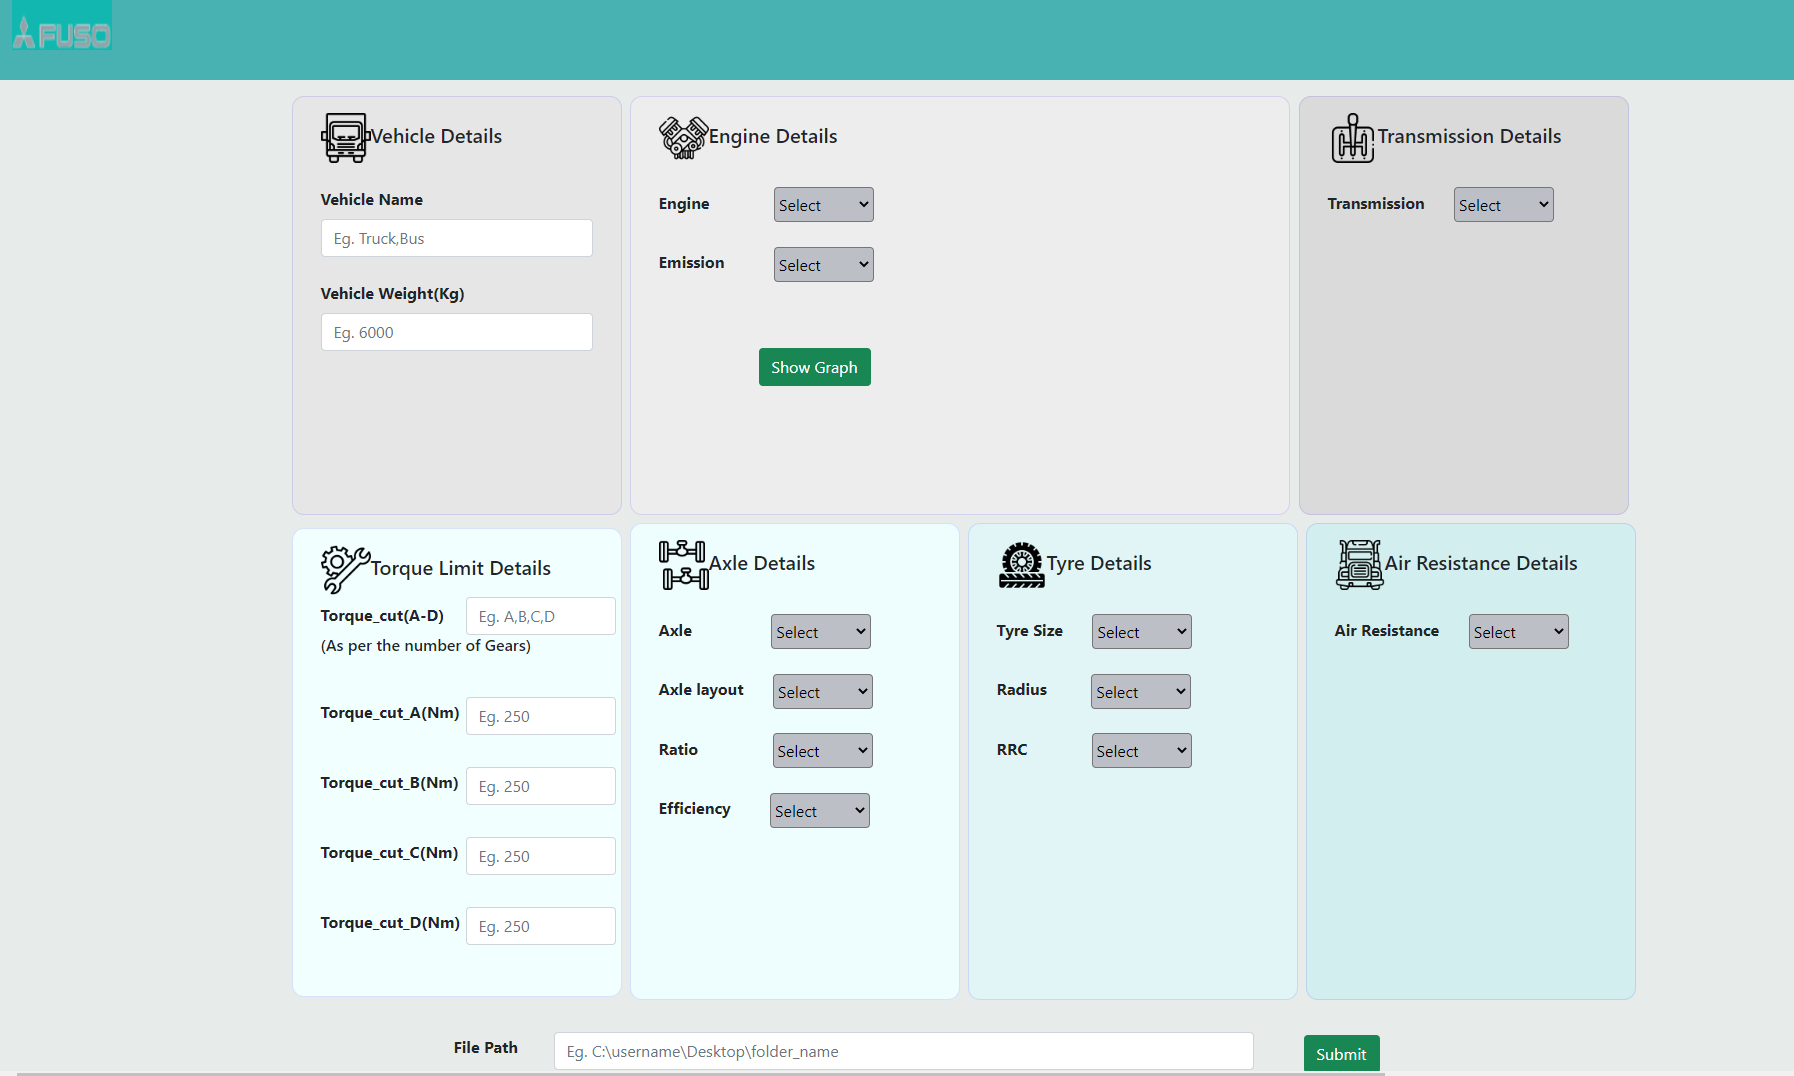 FUSO
Vehicle Details
Vehicle Name
Eg. Truck,Bus
Vehicle Weight(Kg)
Eg. 6000
Engine Details
Engine
Select
Emission
Select
Show Graph
Transmission Details
Transmission
Select
Torque Limit Details
Torque_cut(A-D)
Eg. A,B,C,D
(As per the number of Gears)
Torque_cut_A(Nm)
Eg. 250
Torque_cut_B(Nm)
Eg. 250
Torque_cut_C(Nm)
Eg. 250
Torque_cut_D(Nm)
Eg. 250
Axle Details
Axle
Select
Axle layout
Select
Ratio
Select
Efficiency
Select
Tyre Details
Tyre Size
Select
Radius
Select
RRC
Select
Air Resistance Details
Air Resistance
Select
File Path
Eg. C:\username\Desktop\folder_name
Submit